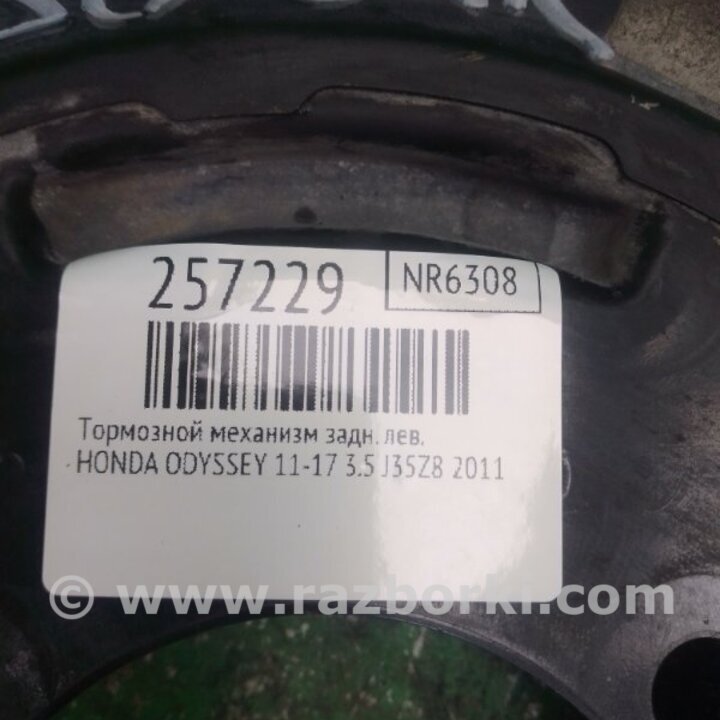 257229
NR6308
Тормозной механизм задн. лев.
HONDA ODYSSEY 11-17 3.5 J35Z8 2011
© www.razborki.com